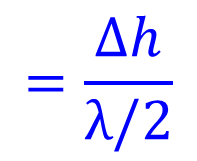 = Δh / (λ/2)